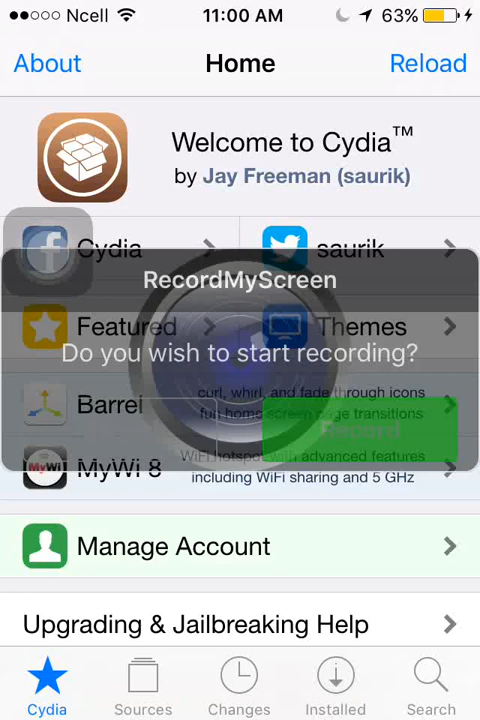 Ncell 11:00 AM 63%
About Home Reload
Welcome to Cydia™
by Jay Freeman (saurik)
Cydia saurik
RecordMyScreen
Featured Themes
Do you wish to start recording?
Barrel curl, whirl, and fade through icons
fun home screen page transitions
Record
MyWi MyWi 8 WiFi hotspot with advanced features
including WiFi sharing and 5 GHz
Manage Account
Upgrading & Jailbreaking Help
Cydia Sources Changes Installed Search